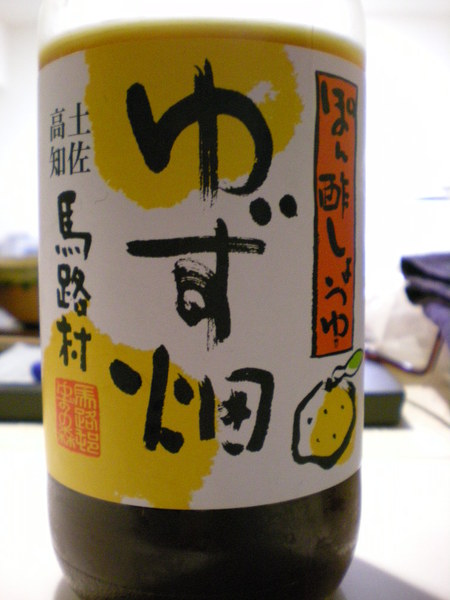 ぽん酢しょうゆ
ゆず畑
土佐
高知
馬路村